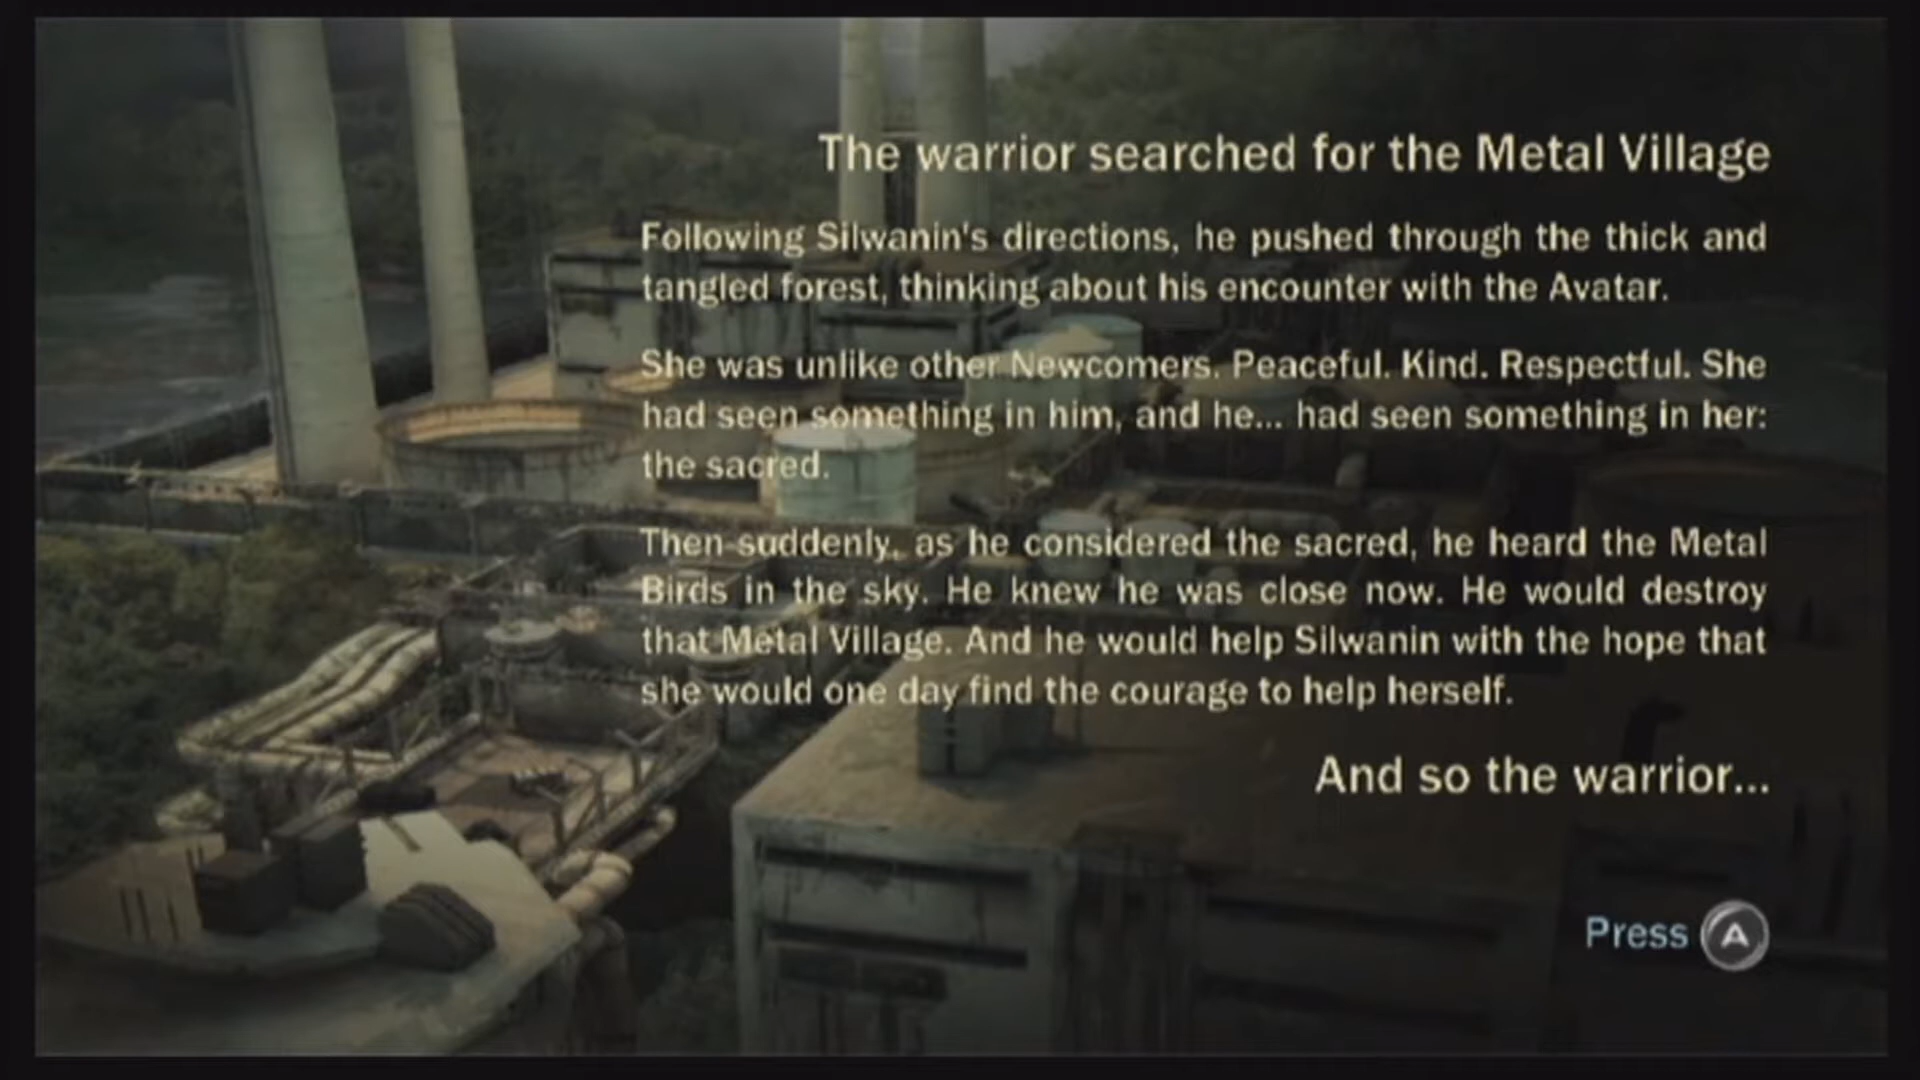 The warrior searched for the Metal Village
Following Silwanin's directions, he pushed through the thick and
tangled forest, thinking about his encounter with the Avatar.
She was unlike other Newcomers. Peaceful. Kind. Respectful. She
had seen something in him, and he... had seen something in her:
the sacred.
Then suddenly, as he considered the sacred, he heard the Metal
Birds in the sky. He knew he was close now. He would destroy
that Metal Village. And he would help Silwanin with the hope that
she would one day find the courage to help herself.
And so the warrior...
Press A